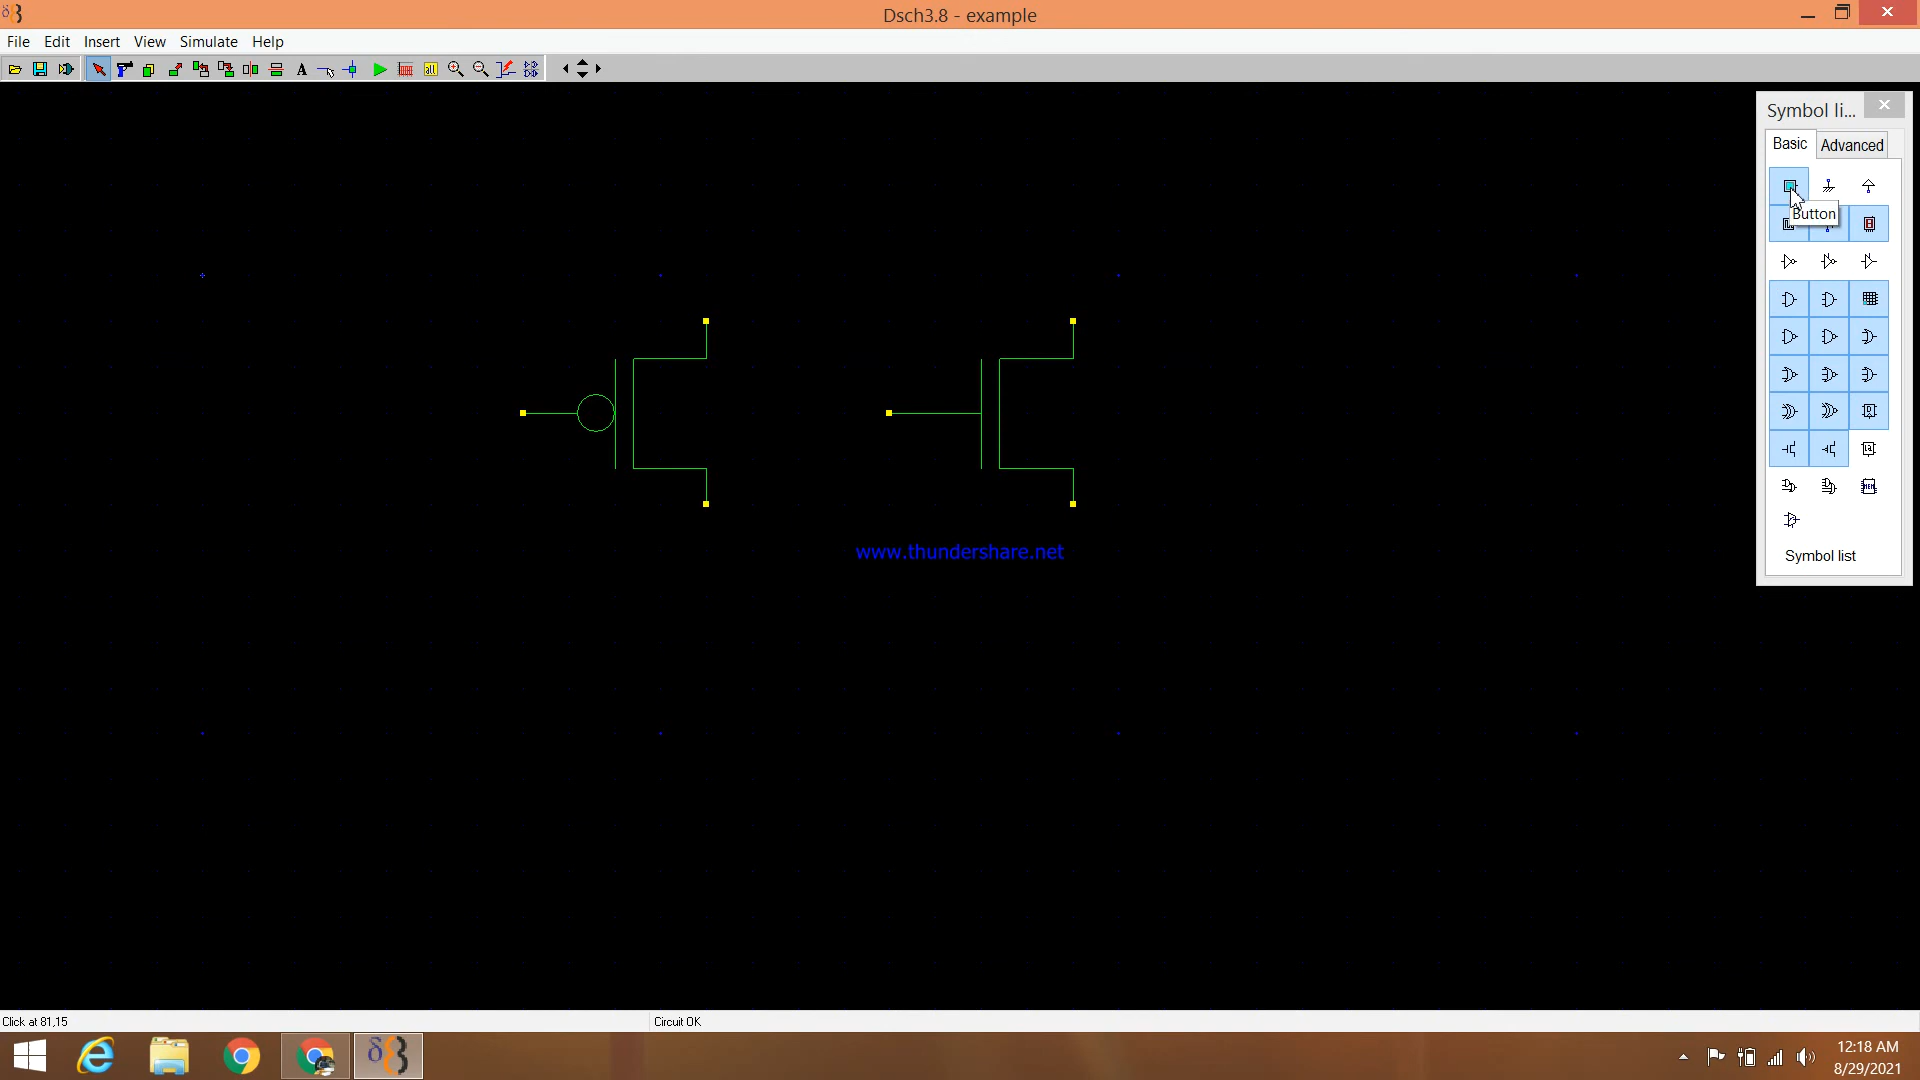 Dsch3.8 - example
File Edit Insert View Simulate Help
A
all
Symbol li...
Basic Advanced
Button
www.thundershare.net
Symbol list
Click at 81,15
Circuit OK
12:18 AM
8/29/2021